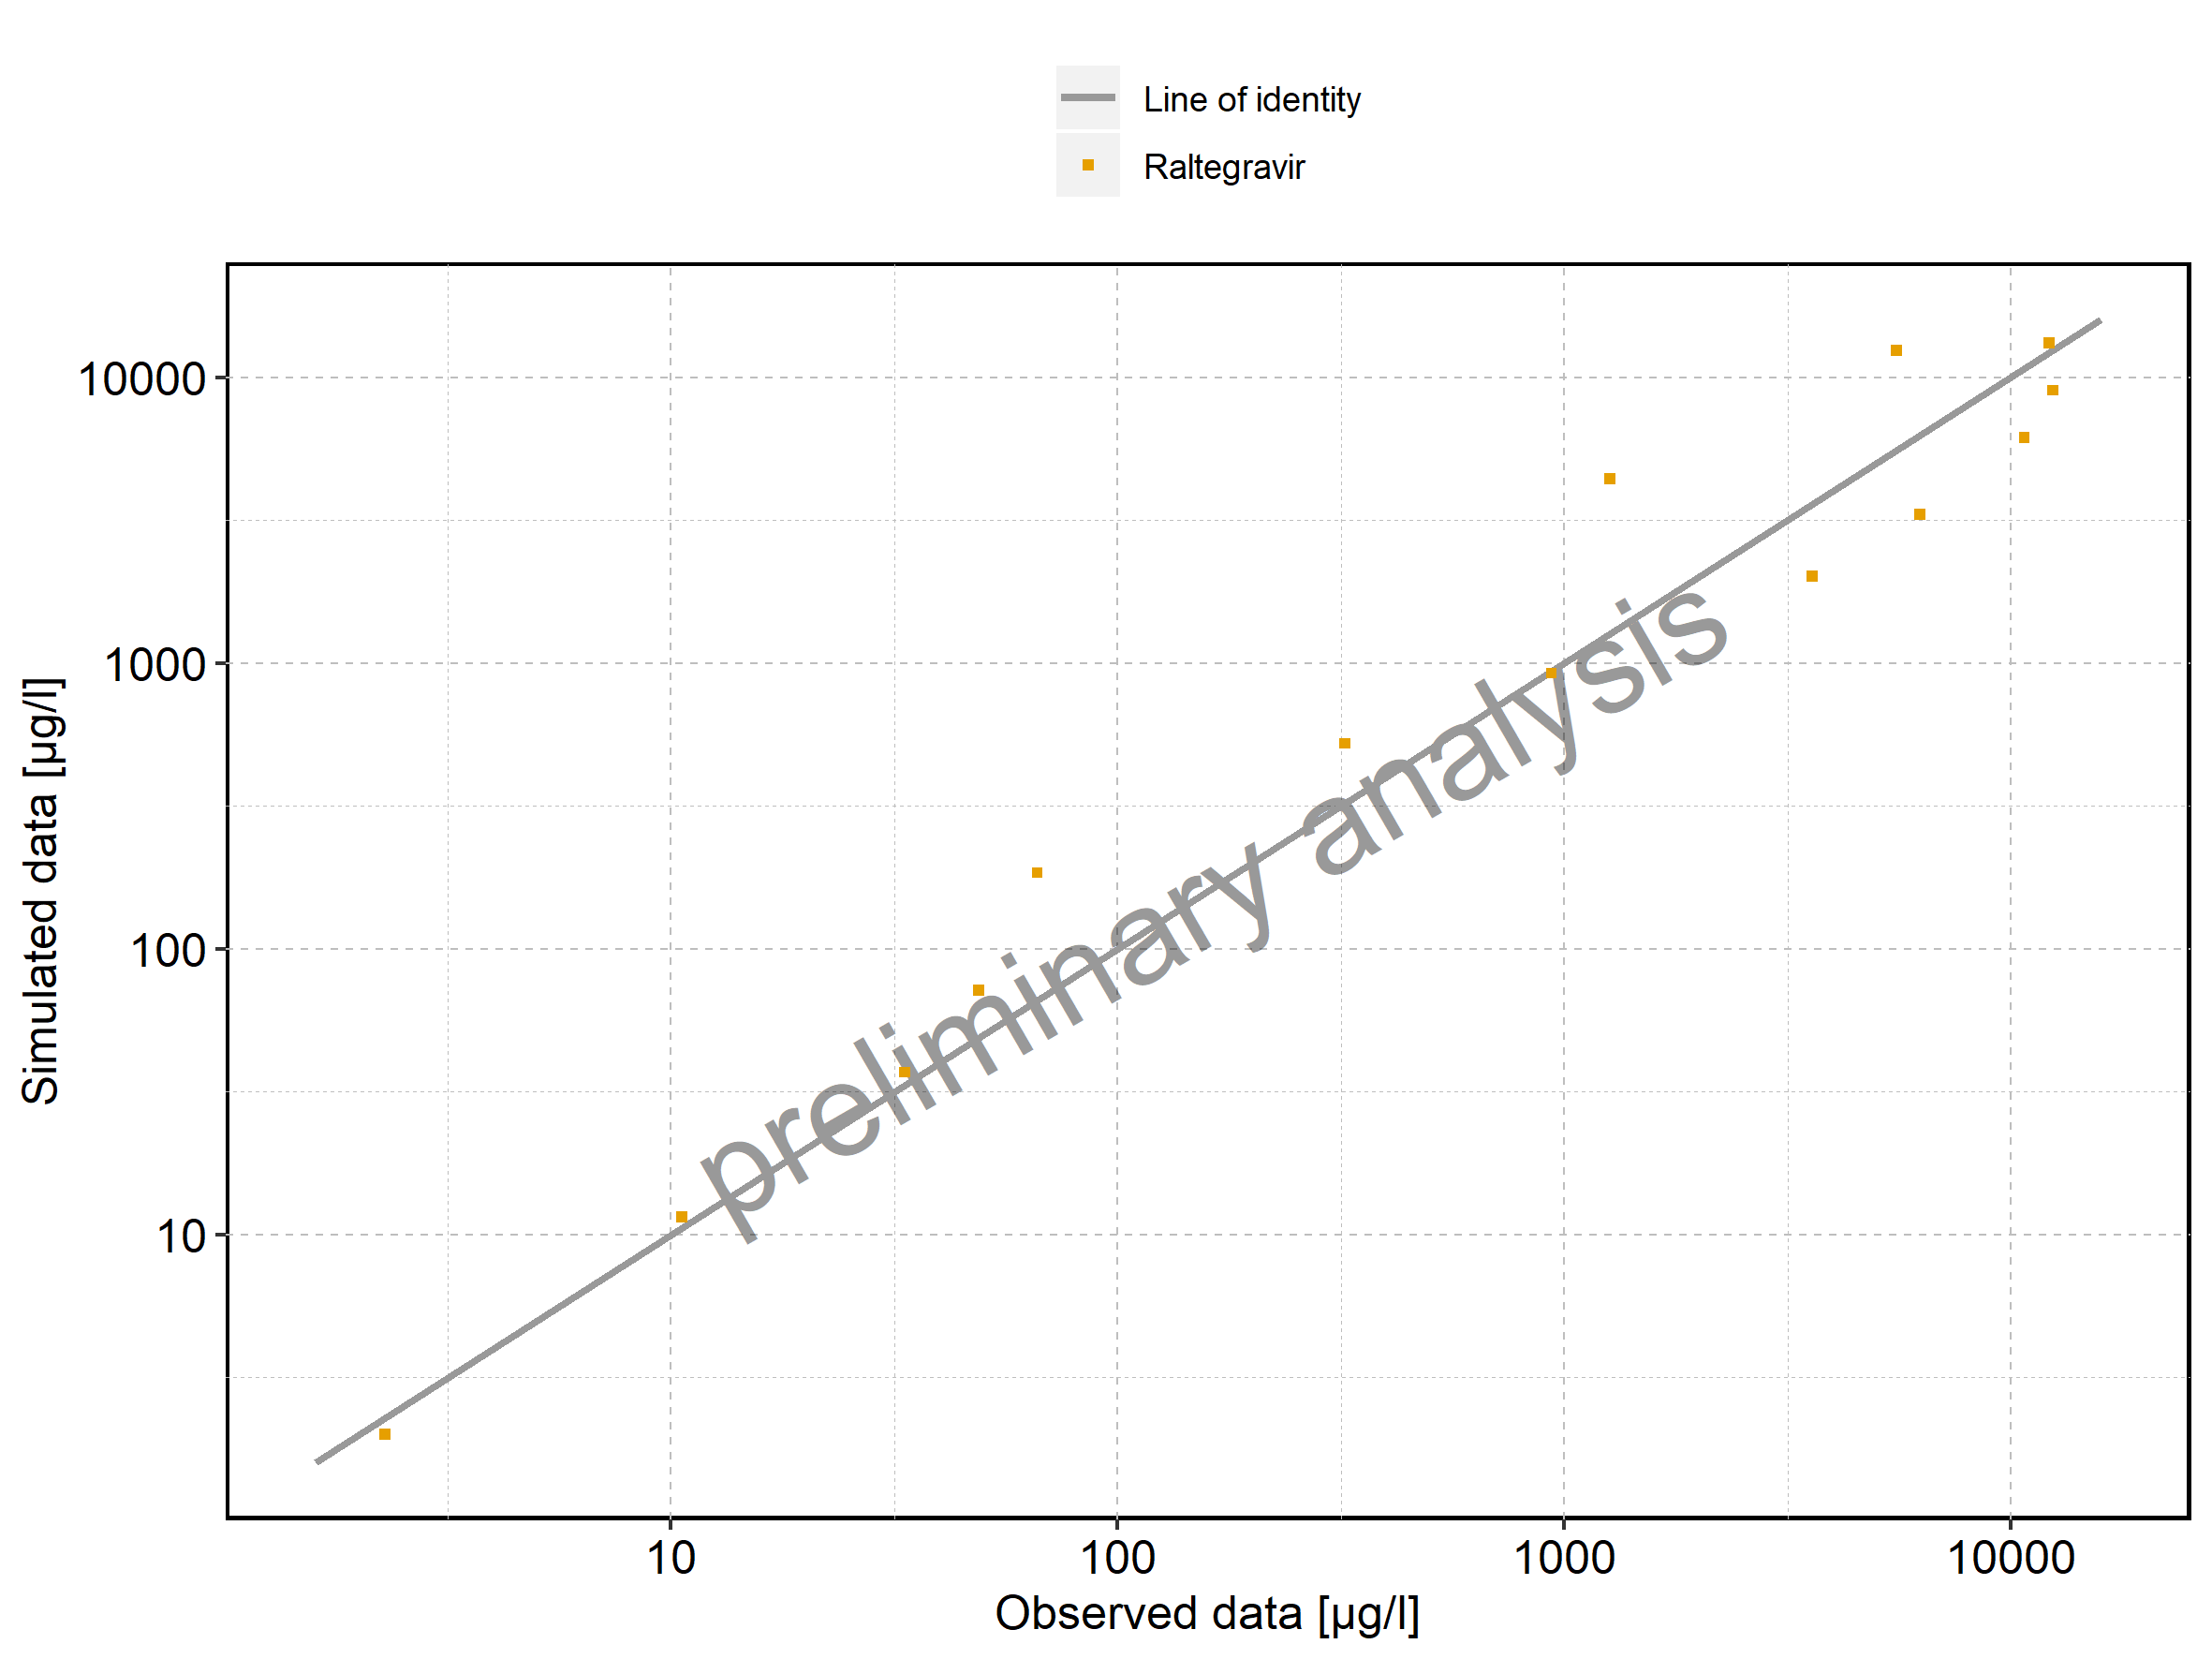 Line of identity
Raltegravir
10000
1000
100
10
Simulated data [µg/l]
preliminary analysis
10
100
1000
10000
Observed data [µg/l]